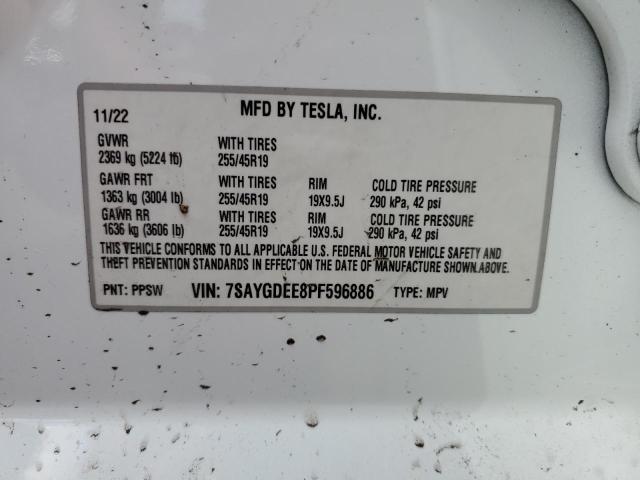 11/22 MFD BY TESLA, INC.
GVWR WITH TIRES
2369 kg (5224 lb) 255/45R19
GAWR FRT WITH TIRES RIM COLD TIRE PRESSURE
1363 kg (3004 lb) 255/45R19 19X9.5J 290 kPa, 42 psi
GAWR RR WITH TIRES RIM COLD TIRE PRESSURE
1636 kg (3606 lb) 255/45R19 19X9.5J 290 kPa, 42 psi
THIS VEHICLE CONFORMS TO ALL APPLICABLE U.S. FEDERAL MOTOR VEHICLE SAFETY AND
THEFT PREVENTION STANDARDS IN EFFECT ON THE DATE OF MANUFACTURE SHOWN ABOVE.
PNT: PPSW VIN: 7SAYGDEE8PF596886 TYPE: MPV